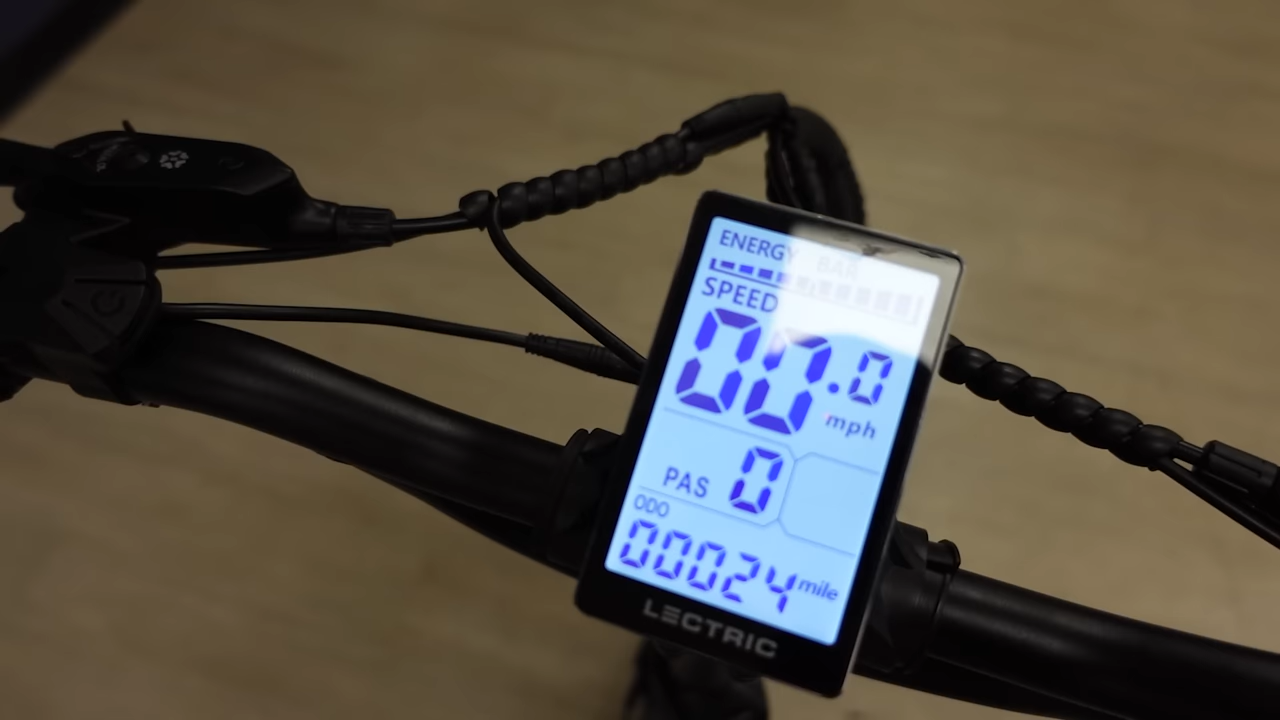 ENERGY BAR
SPEED
00.0
mph
PAS 0
ODO
00024 mile
LECTRIC